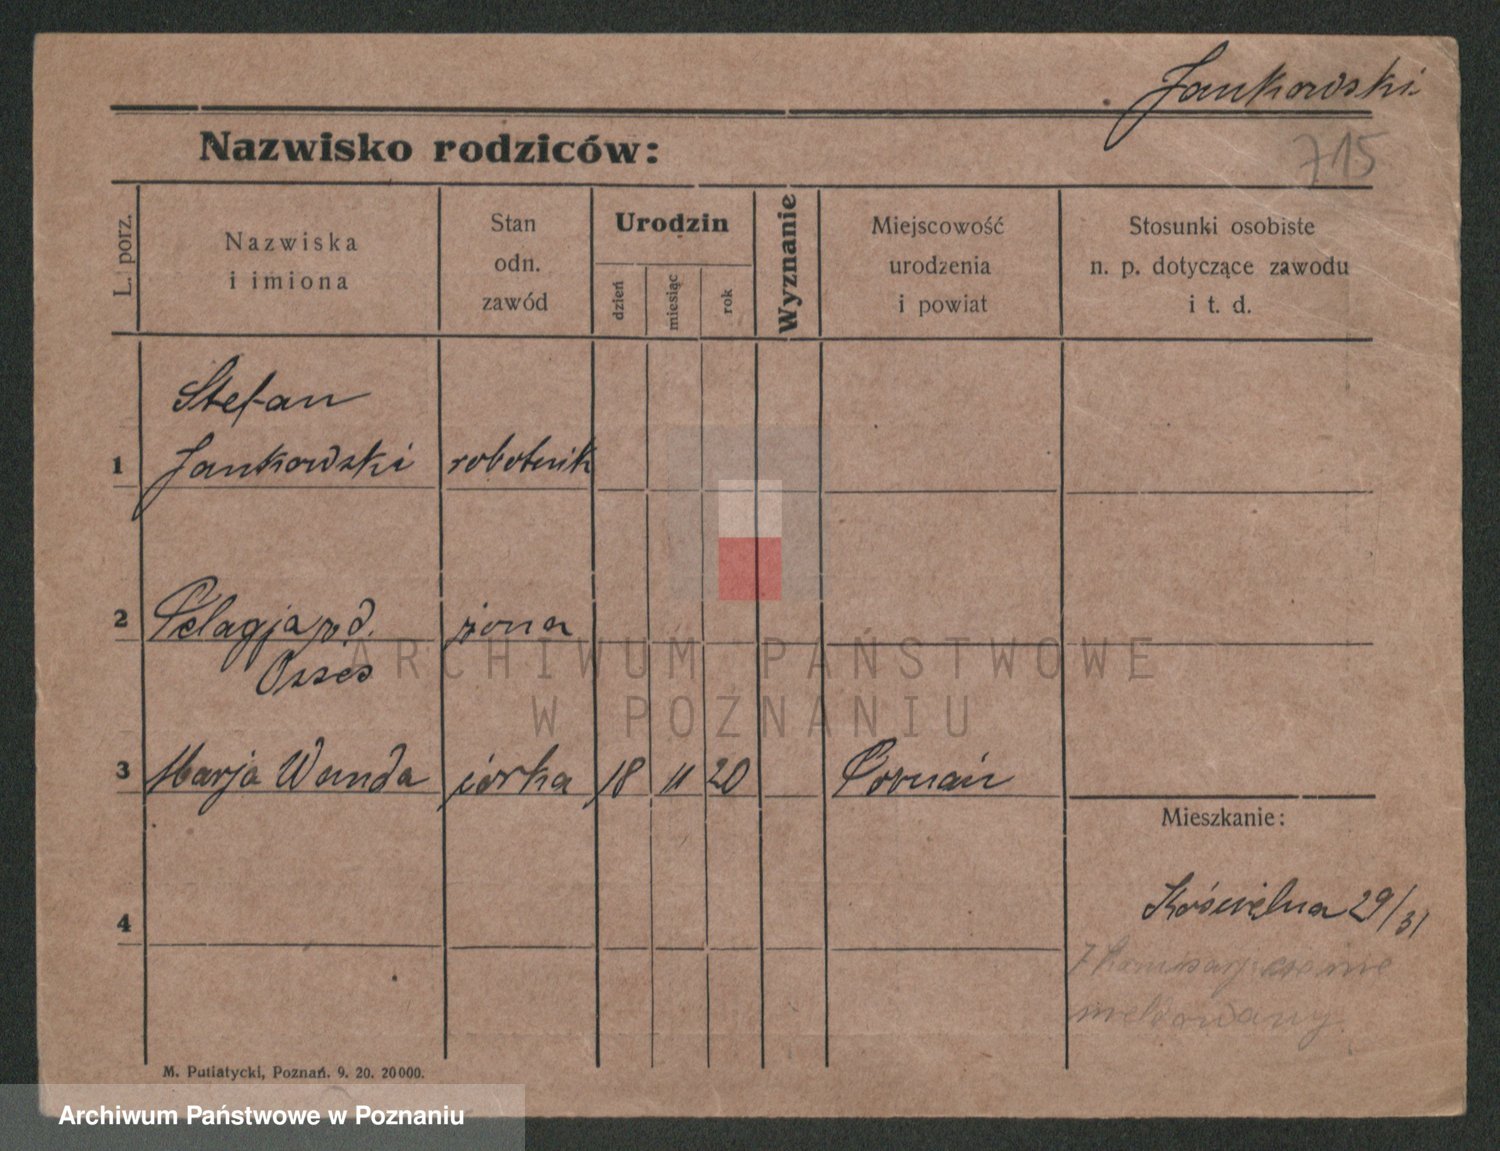 Jankowski
Nazwisko rodziców:
715
L. porz.
Nazwiska
i imiona
Stan
odn.
zawód
Urodzin
dzień
miesiąc
rok
Wyznanie
Miejscowość
urodzenia
i powiat
Stosunki osobiste
n. p. dotyczące zawodu
i t. d.
Stefan
1 Jankowski robotnik
2 Pelagja żona
3 Marja Wanda córka 18 11 20 Poznań
Mieszkanie:
Kościelna 29/31
4
M. Putiatycki, Poznań. 9. 20. 20000.
ARCHIWUM PAŃSTWOWE
W POZNANIU
Archiwum Państwowe w Poznaniu